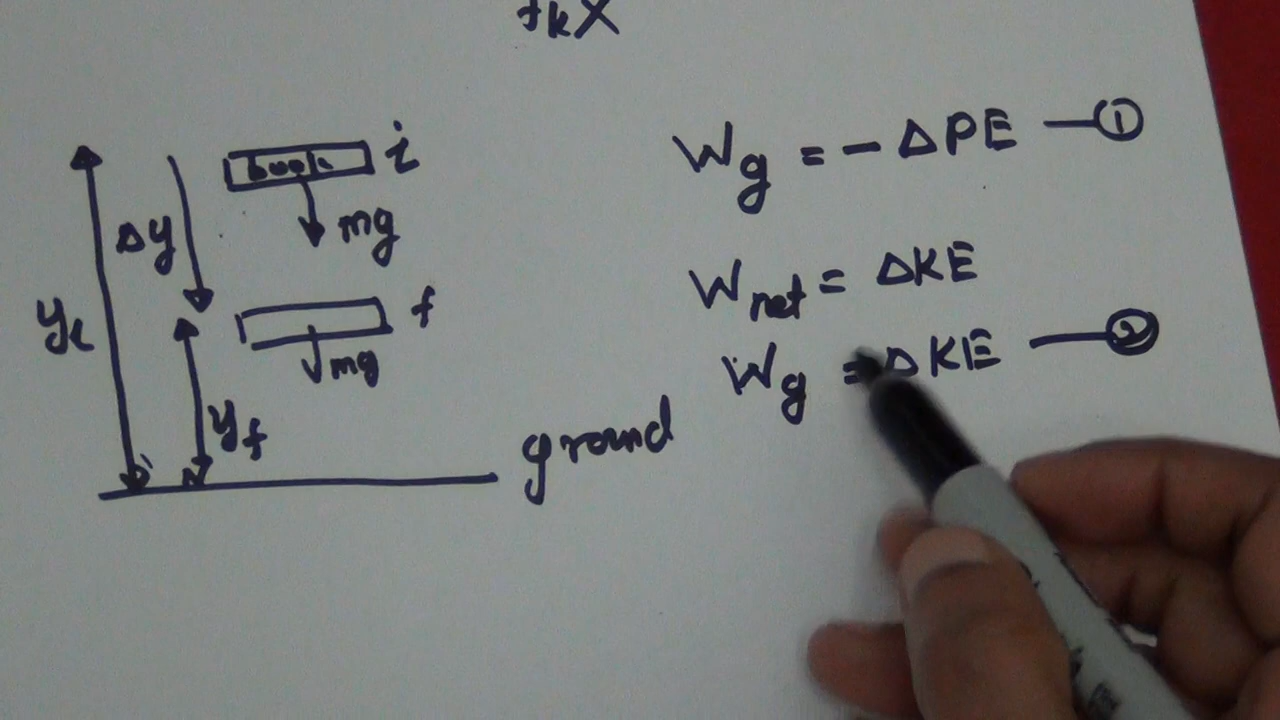 fkX
book i
mg
Δy
yi
f
mg
yf
ground
Wg = -ΔPE — ①
Wnet = ΔKE
Wg = ΔKE — ②